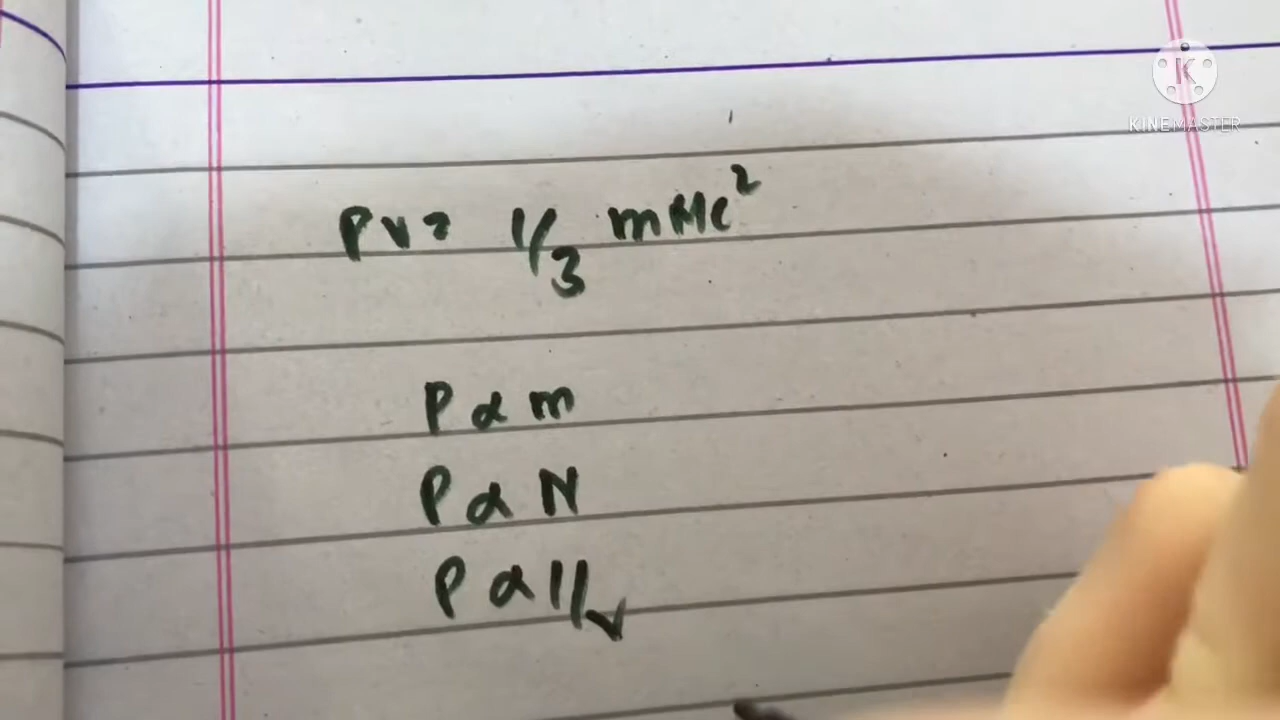 K
KINEMASTER
PV= 1/3 mNc²
P α m
P α N
P α 1/v